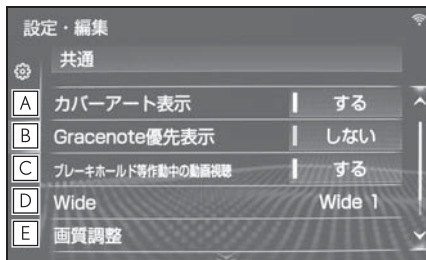 設定・編集
共通
A カバーアート表示 する
B Gracenote優先表示 しない
C ブレーキホールド等作動中の動画視聴 する
D Wide Wide 1
E 画質調整